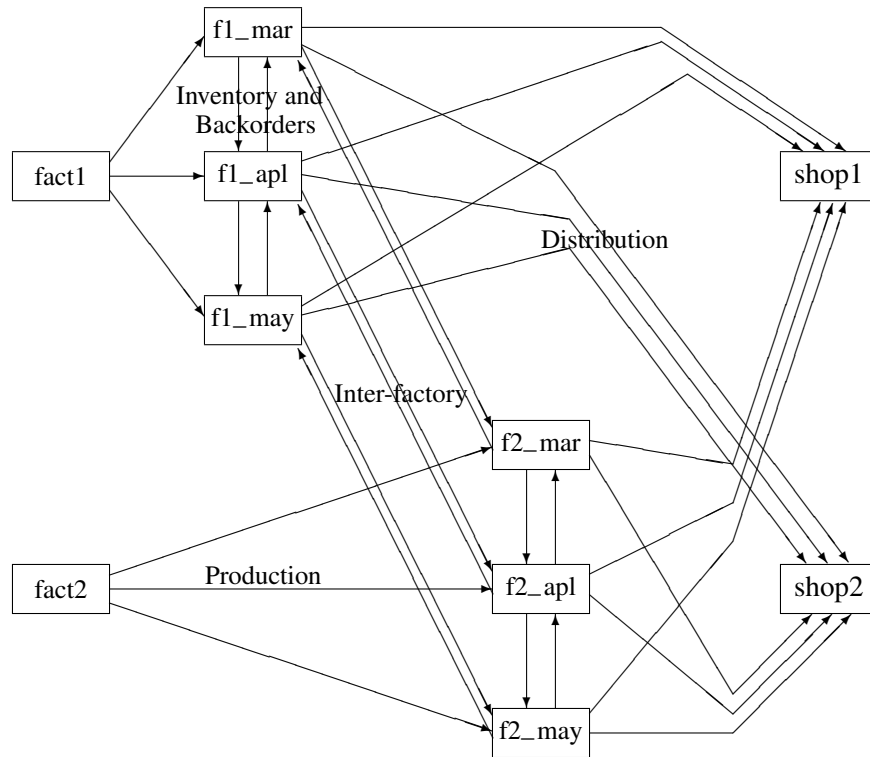 f1_mar
Inventory and
Backorders
fact1
f1_apl
shop1
Distribution
f1_may
Inter-factory
f2_mar
Production
fact2
f2_apl
shop2
f2_may